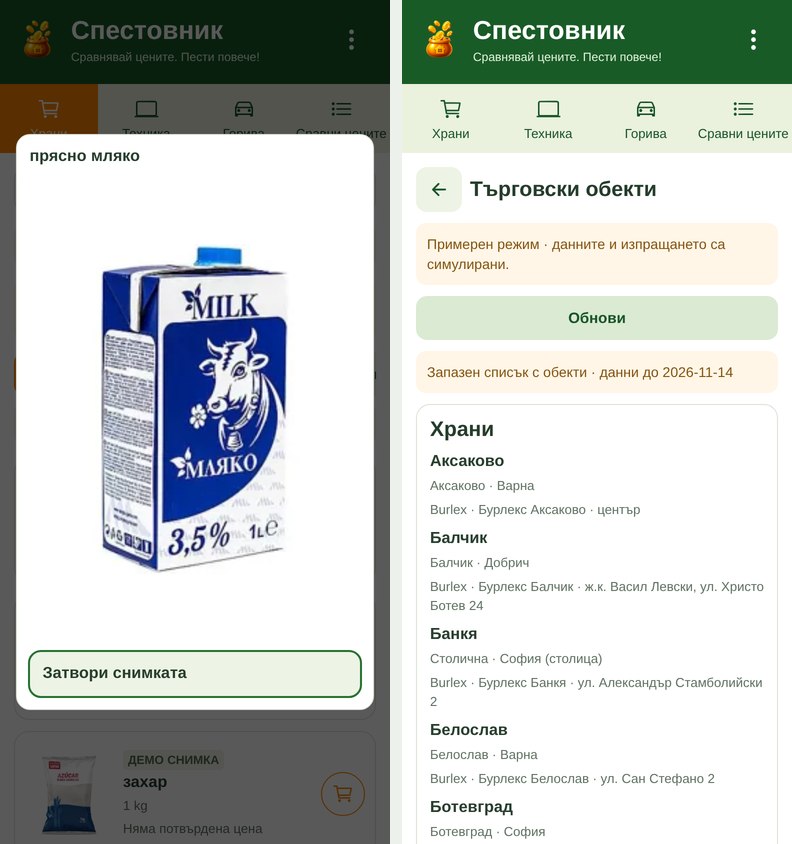 Спестовник
Сравнявай цените. Пести повече!
Храни
Техника
Горива
Сравни цените
прясно мляко
MILK
МЛЯКО
3,5% 1L℮
Затвори снимката
ДЕМО СНИМКА
захар
1 kg
Няма потвърдена цена
AZÚCAR
Спестовник
Сравнявай цените. Пести повече!
Храни
Техника
Горива
Сравни цените
Търговски обекти
Примерен режим · данните и изпращането са
симулирани.
Обнови
Запазен списък с обекти · данни до 2026-11-14
Храни
Аксаково
Аксаково · Варна
Burlex · Бурлекс Аксаково · център
Балчик
Балчик · Добрич
Burlex · Бурлекс Балчик · ж.к. Васил Левски, ул. Христо
Ботев 24
Банкя
Столична · София (столица)
Burlex · Бурлекс Банкя · ул. Александър Стамболийски
2
Белослав
Белослав · Варна
Burlex · Бурлекс Белослав · ул. Сан Стефано 2
Ботевград
Ботевград · София